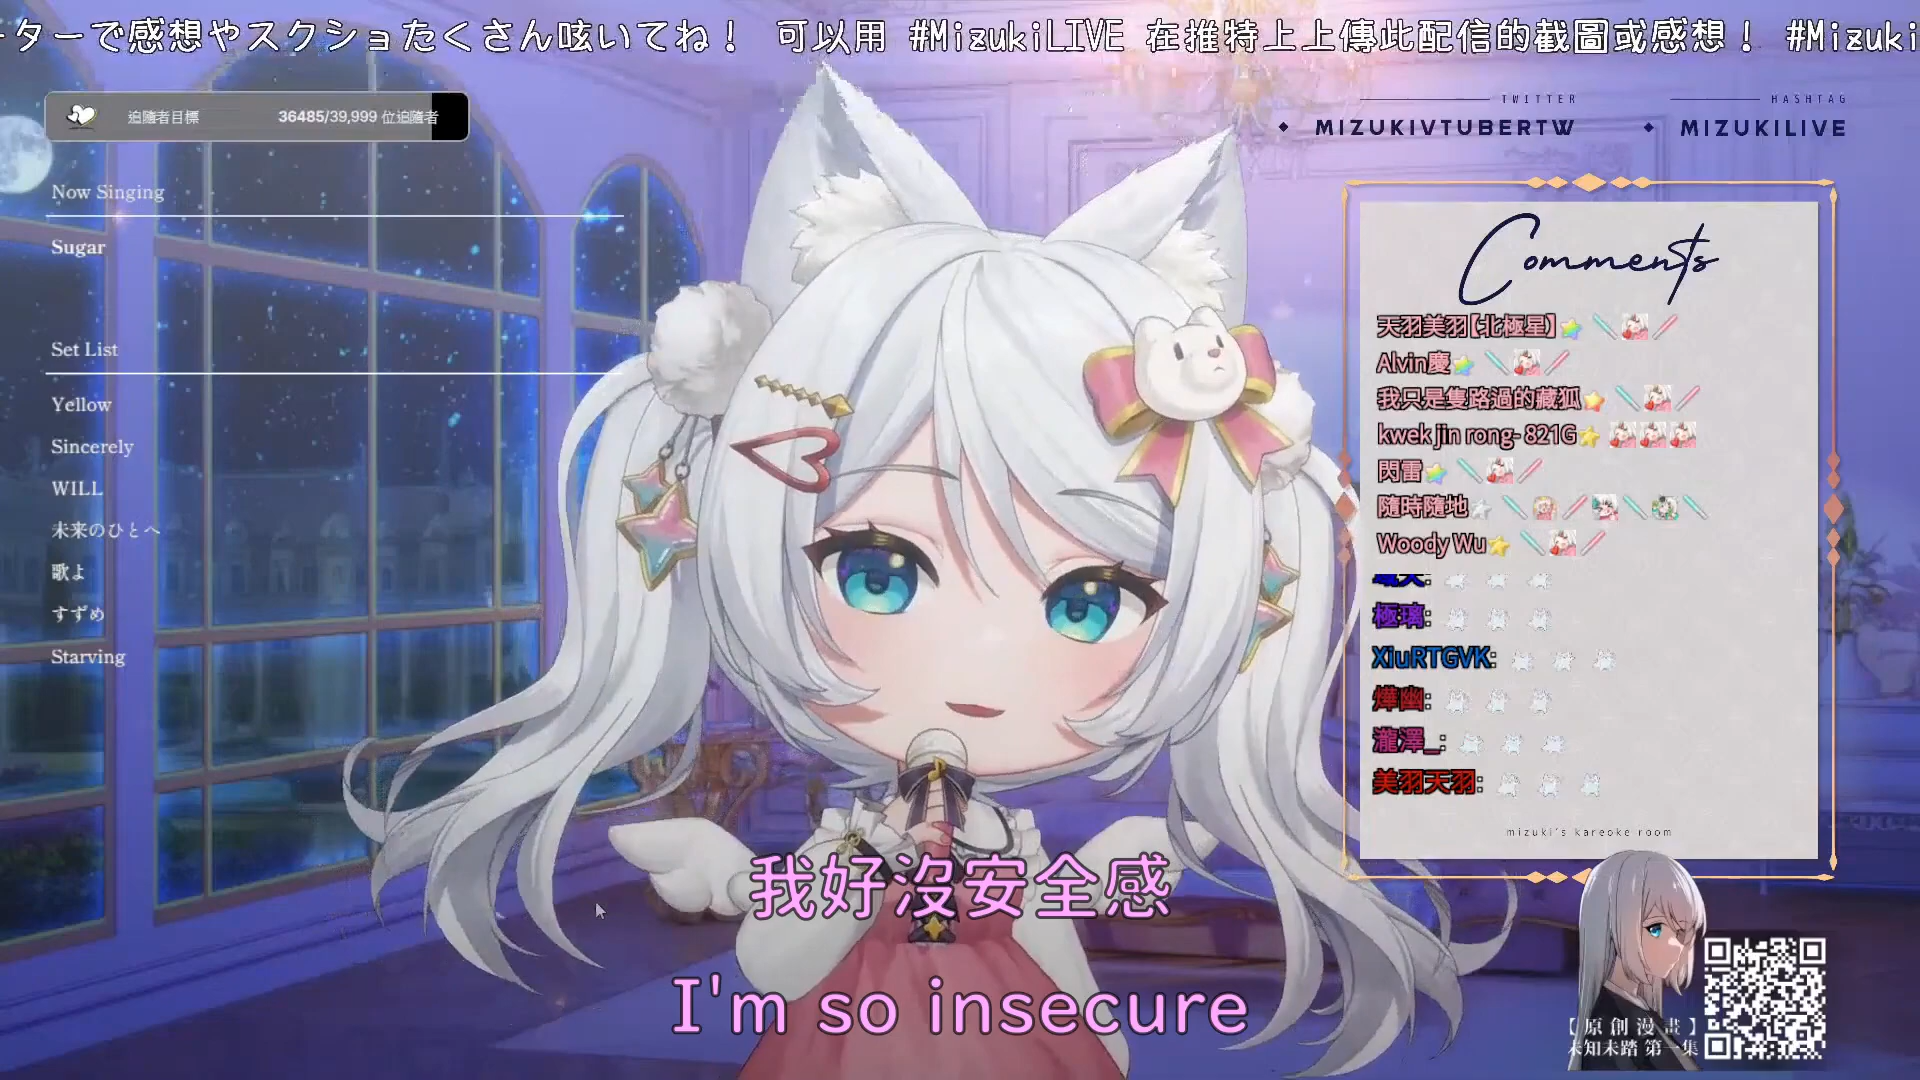 ーターで感想やスクショたくさん呟いてね！ 可以用 #MizukiLIVE 在推特上上傳此配信的截圖或感想！ #Mizuki
追隨者目標 36485/39,999 位追隨者
TWITTER
MIZUKIVTUBERTW
HASHTAG
MIZUKILIVE
Now Singing
Sugar
Set List
Yellow
Sincerely
WILL
未来のひとへ
歌よ
すずめ
Starving
Comments
天羽美羽【北極星】
Alvin慶
我只是隻路過的藏狐
kwek jin rong- 821G
閃雷
隨時隨地
Woody Wu
極璃:
XiuRTGVK:
燁幽:
瀧澤_:
美羽天羽:
mizuki's kareoke room
我好沒安全感
I'm so insecure
【原創漫畫】
未知未踏 第一集